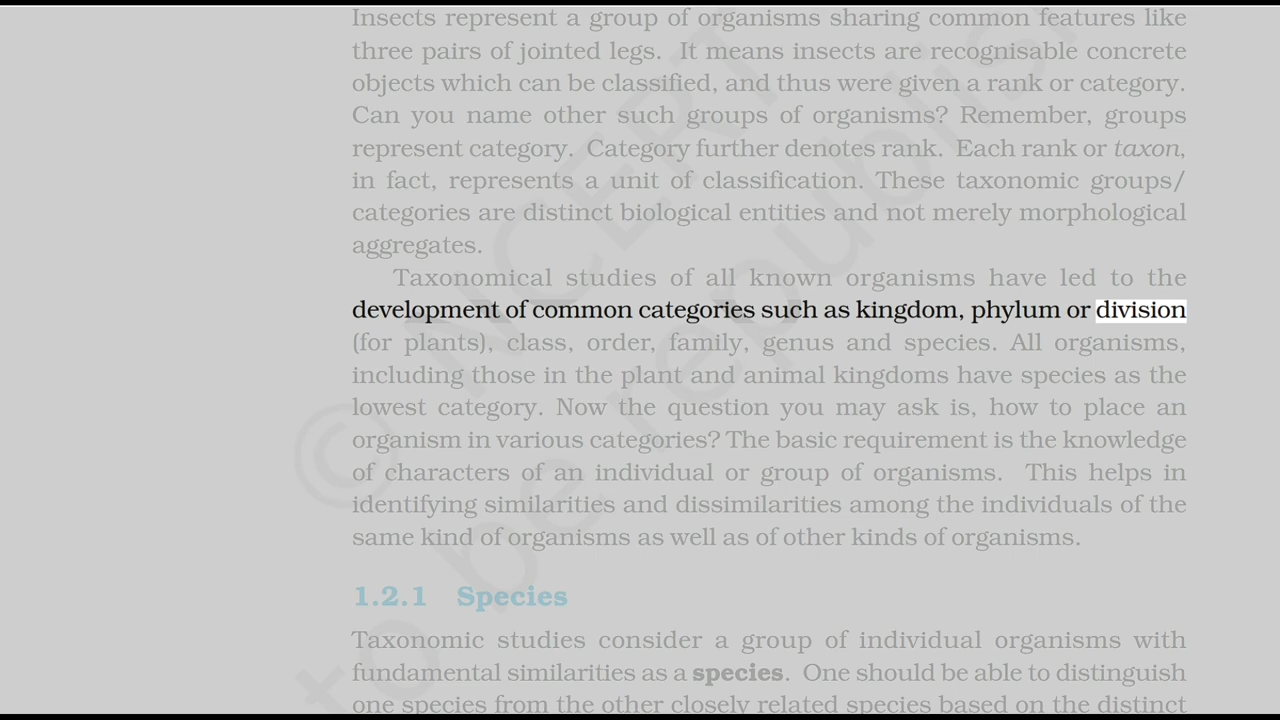 Insects represent a group of organisms sharing common features like
three pairs of jointed legs. It means insects are recognisable concrete
objects which can be classified, and thus were given a rank or category.
Can you name other such groups of organisms? Remember, groups
represent category. Category further denotes rank. Each rank or taxon,
in fact, represents a unit of classification. These taxonomic groups/
categories are distinct biological entities and not merely morphological
aggregates.
Taxonomical studies of all known organisms have led to the
development of common categories such as kingdom, phylum or division
(for plants), class, order, family, genus and species. All organisms,
including those in the plant and animal kingdoms have species as the
lowest category. Now the question you may ask is, how to place an
organism in various categories? The basic requirement is the knowledge
of characters of an individual or group of organisms. This helps in
identifying similarities and dissimilarities among the individuals of the
same kind of organisms as well as of other kinds of organisms.
1.2.1 Species
Taxonomic studies consider a group of individual organisms with
fundamental similarities as a species. One should be able to distinguish
one species from the other closely related species based on the distinct
© NCERT
to be republis